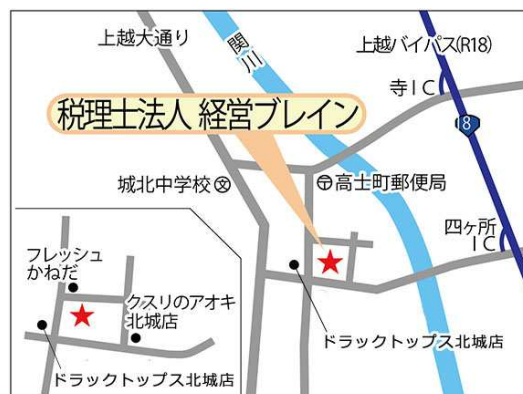 上越大通り
関川
上越バイパス(R18)
寺IC
18
税理士法人 経営ブレイン
城北中学校
高士町郵便局
四ヶ所
IC
フレッシュ
かねだ
クスリのアオキ
北城店
ドラックトップス北城店
ドラックトップス北城店